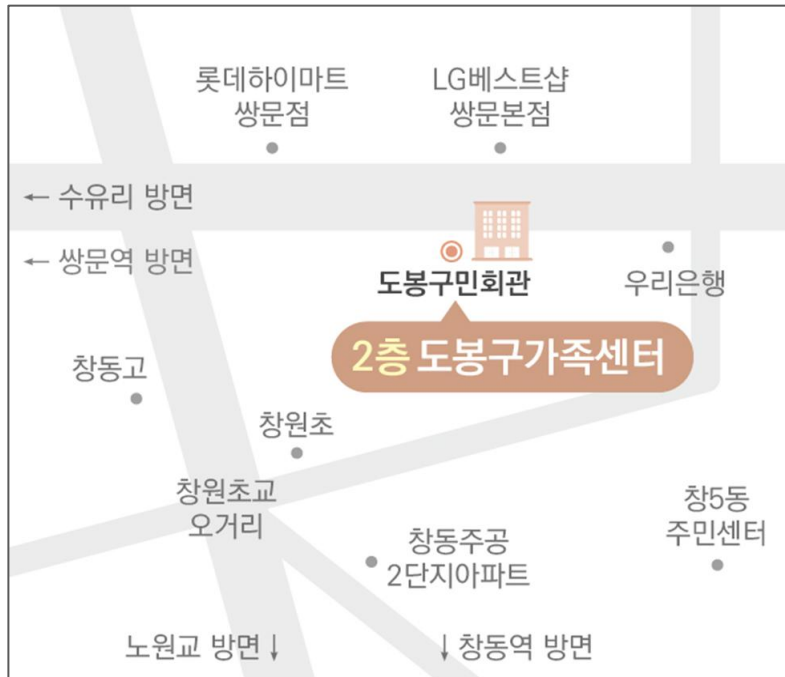 롯데하이마트
쌍문점
LG베스트샵
쌍문본점
← 수유리 방면
← 쌍문역 방면
도봉구민회관
우리은행
2층 도봉구가족센터
창동고
창원초
창원초교
오거리
창동주공
2단지아파트
창5동
주민센터
노원교 방면 ↓
↓ 창동역 방면